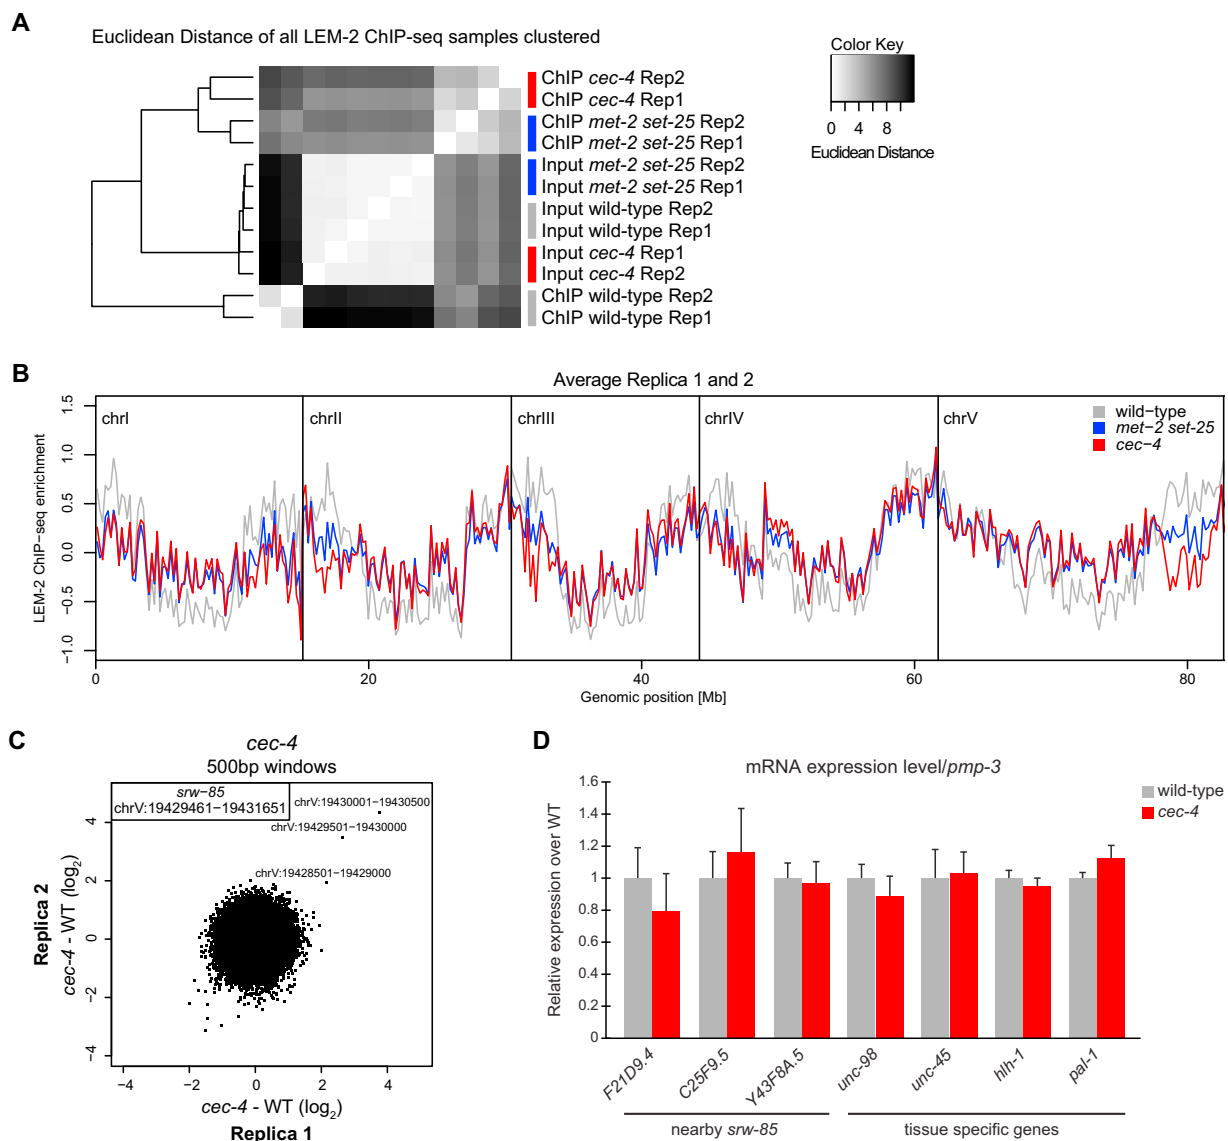 A
Euclidean Distance of all LEM-2 ChIP-seq samples clustered
Color Key
0 4 8
Euclidean Distance
ChIP cec-4 Rep2
ChIP cec-4 Rep1
ChIP met-2 set-25 Rep2
ChIP met-2 set-25 Rep1
Input met-2 set-25 Rep2
Input met-2 set-25 Rep1
Input wild-type Rep2
Input wild-type Rep1
Input cec-4 Rep1
Input cec-4 Rep2
ChIP wild-type Rep2
ChIP wild-type Rep1
B
Average Replica 1 and 2
LEM-2 ChIP-seq enrichment
1.5
1.0
0.5
0.0
−0.5
−1.0
chrI chrII chrIII chrIV chrV
wild−type
met−2 set−25
cec−4
0 20 40 60 80
Genomic position [Mb]
C
cec-4
500bp windows
srw-85
chrV:19429461−19431651
chrV:19430001−19430500
chrV:19429501−19430000
chrV:19428501−19429000
Replica 2
cec-4 - WT (log2)
4
2
0
−2
−4
−4 −2 0 2 4
cec-4 - WT (log2)
Replica 1
D
mRNA expression level/pmp-3
wild-type
cec-4
Relative expression over WT
1.6
1.4
1.2
1
0.8
0.6
0.4
0.2
0
F21D9.4 C25F9.5 Y43F8A.5 unc-98 unc-45 hlh-1 pal-1
nearby srw-85 tissue specific genes